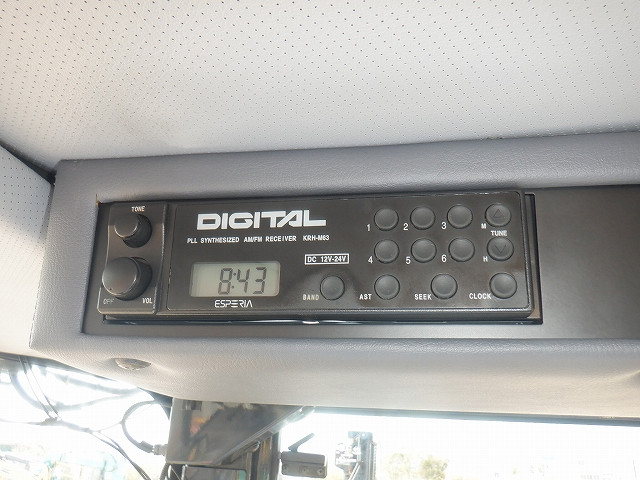 TONE
OFF VOL
DIGITAL
PLL SYNTHESIZED AM/FM RECEIVER KRH-M63
DC 12V-24V
8:43
ESPERIA
1 2 3 M TUNE
4 5 6 H
BAND AST SEEK CLOCK